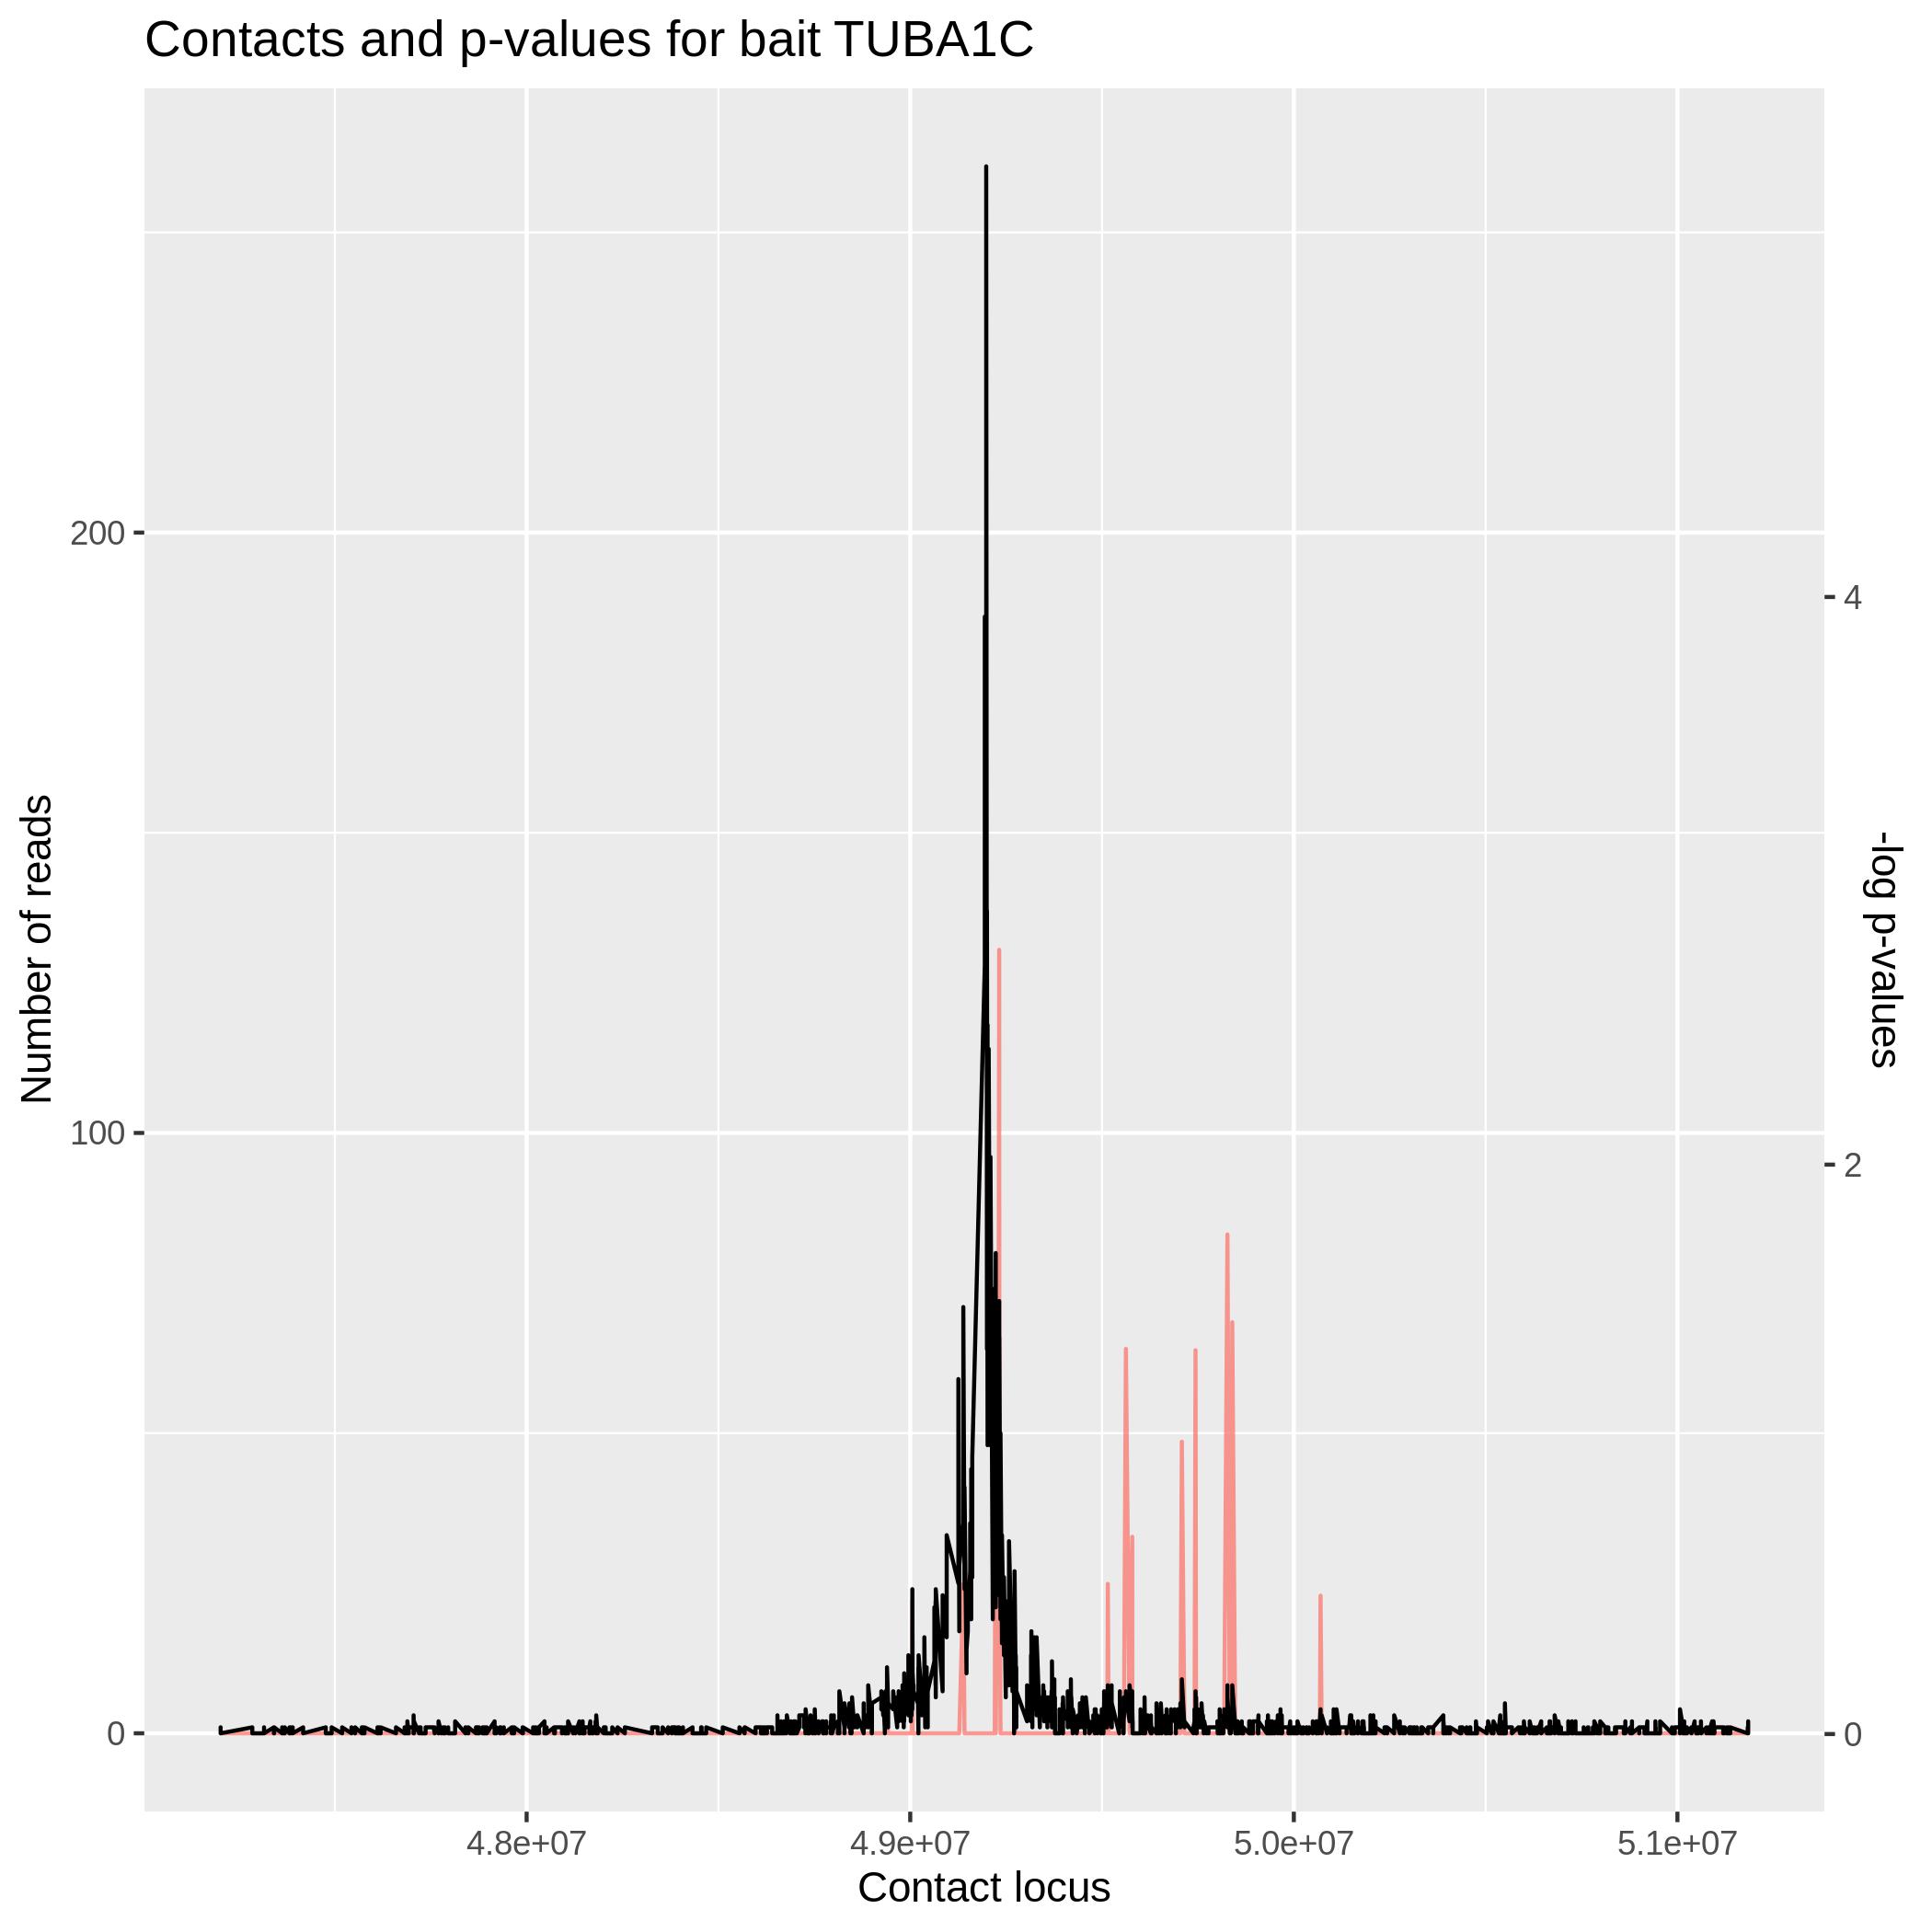 Contacts and p-values for bait TUBA1C
Number of reads
200
100
0
4
2
0
-log p-values
4.8e+07
4.9e+07
5.0e+07
5.1e+07
Contact locus